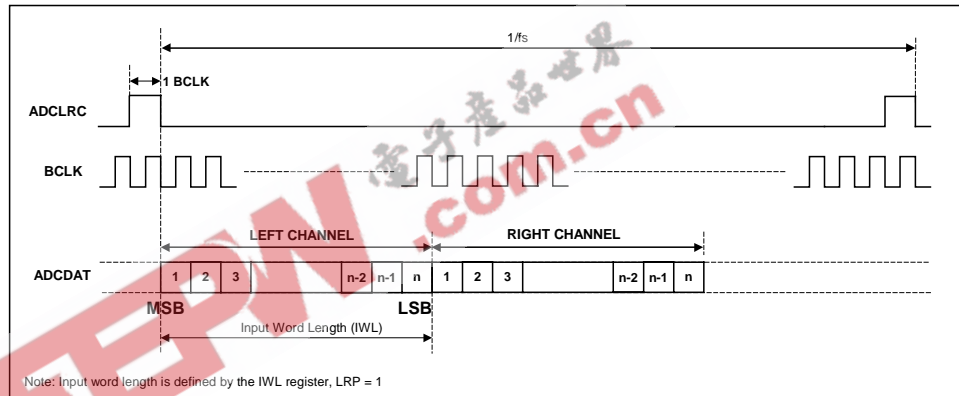 1/fs
1 BCLK
ADCLRC
BCLK
LEFT CHANNEL
RIGHT CHANNEL
ADCDAT
1 2 3 n-2 n-1 n 1 2 3 n-2 n-1 n
MSB
LSB
Input Word Length (IWL)
Note: Input word length is defined by the IWL register, LRP = 1
電子產品世界
EEPW.com.cn